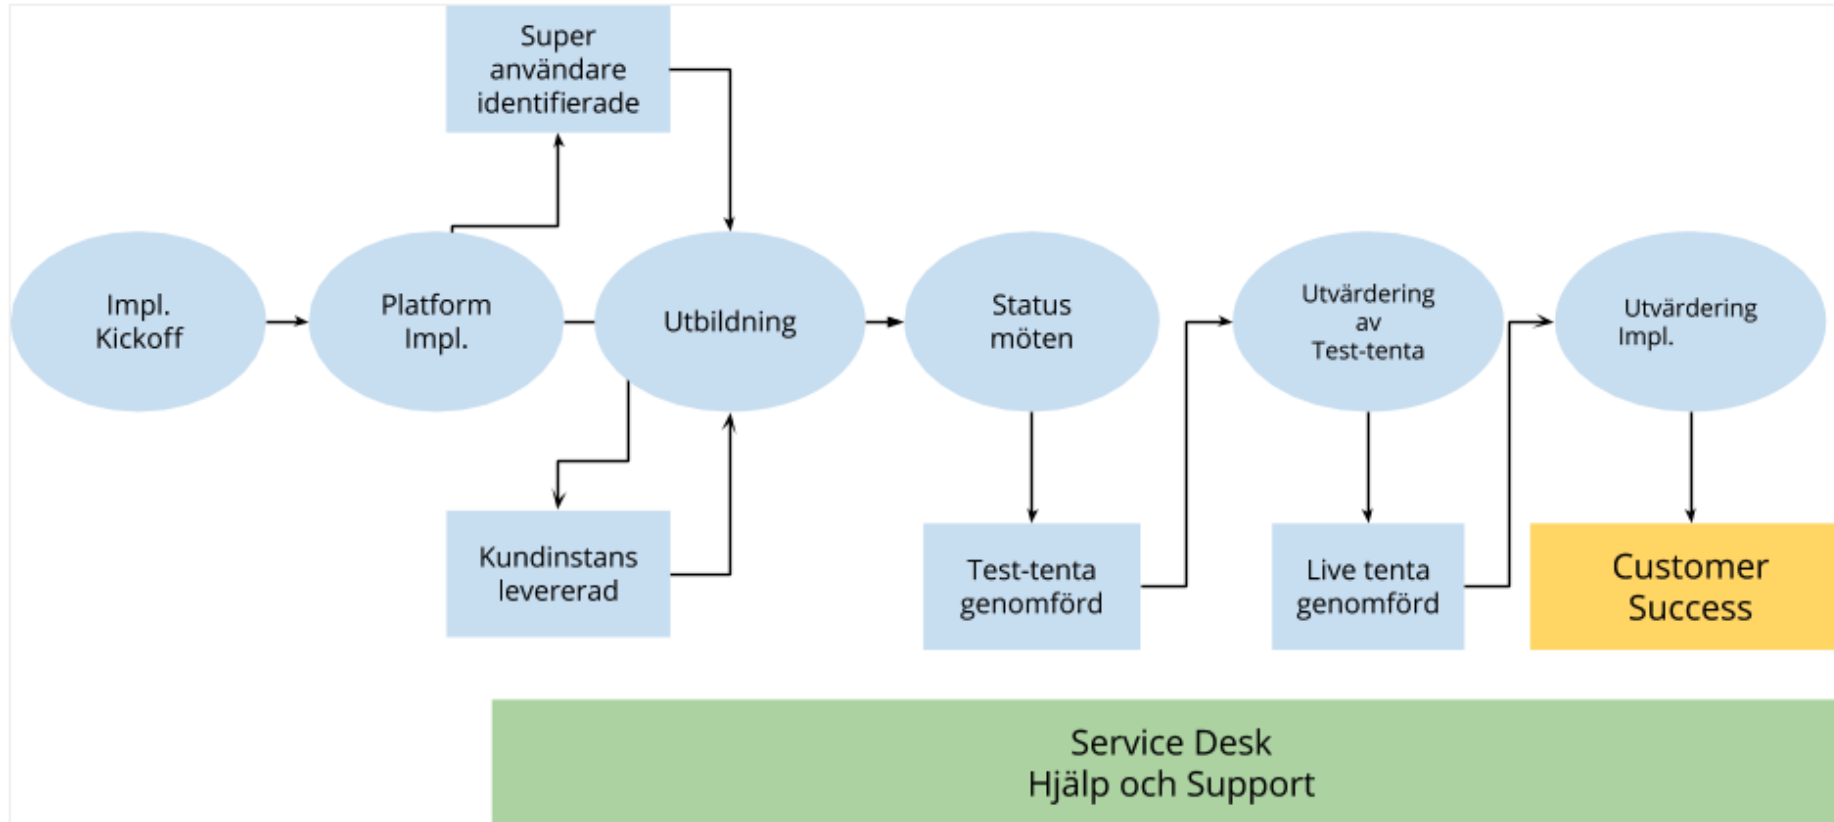 Super
användare
identifierade
Impl.
Kickoff
Platform
Impl.
Utbildning
Status
möten
Utvärdering
av
Test-tenta
Utvärdering
Impl.
Kundinstans
levererad
Test-tenta
genomförd
Live tenta
genomförd
Customer
Success
Service Desk
Hjälp och Support